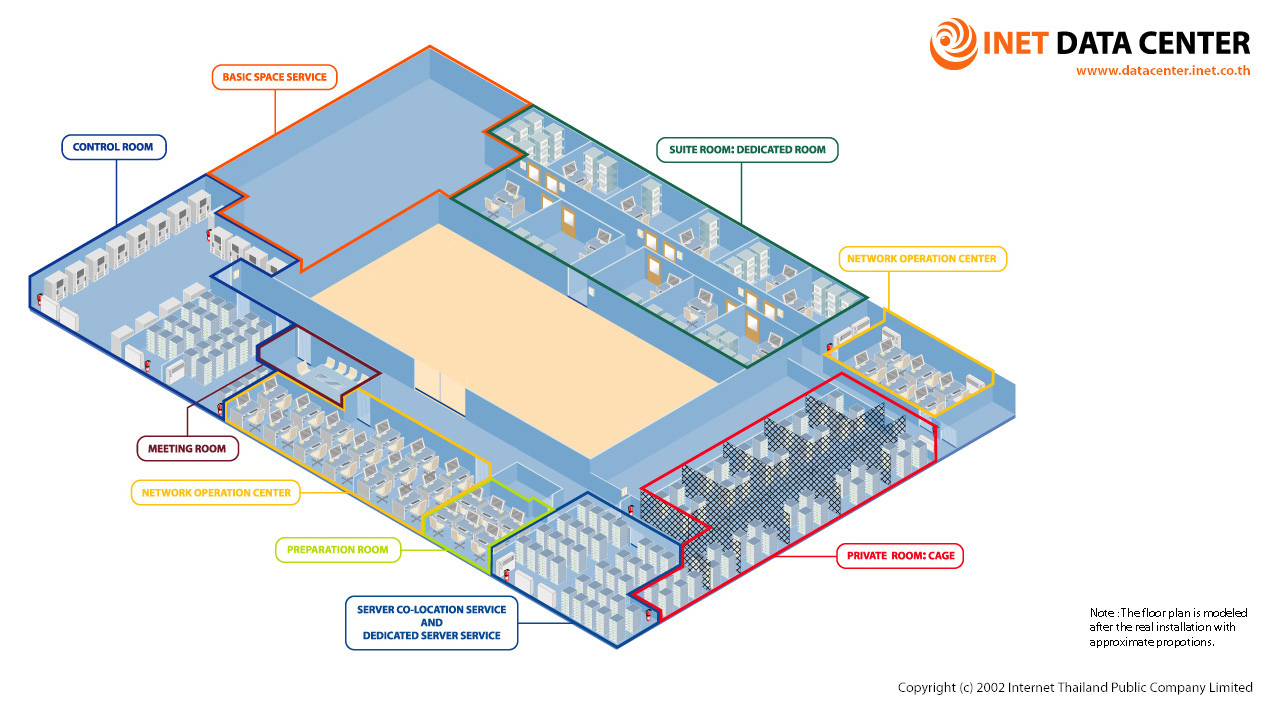 INET DATA CENTER
wwww.datacenter.inet.co.th
BASIC SPACE SERVICE
CONTROL ROOM
SUITE ROOM: DEDICATED ROOM
NETWORK OPERATION CENTER
MEETING ROOM
NETWORK OPERATION CENTER
PREPARATION ROOM
PRIVATE ROOM: CAGE
SERVER CO-LOCATION SERVICE
AND
DEDICATED SERVER SERVICE
Note : The floor plan is modeled
after the real installation with
approximate propotions.
Copyright (c) 2002 Internet Thailand Public Company Limited